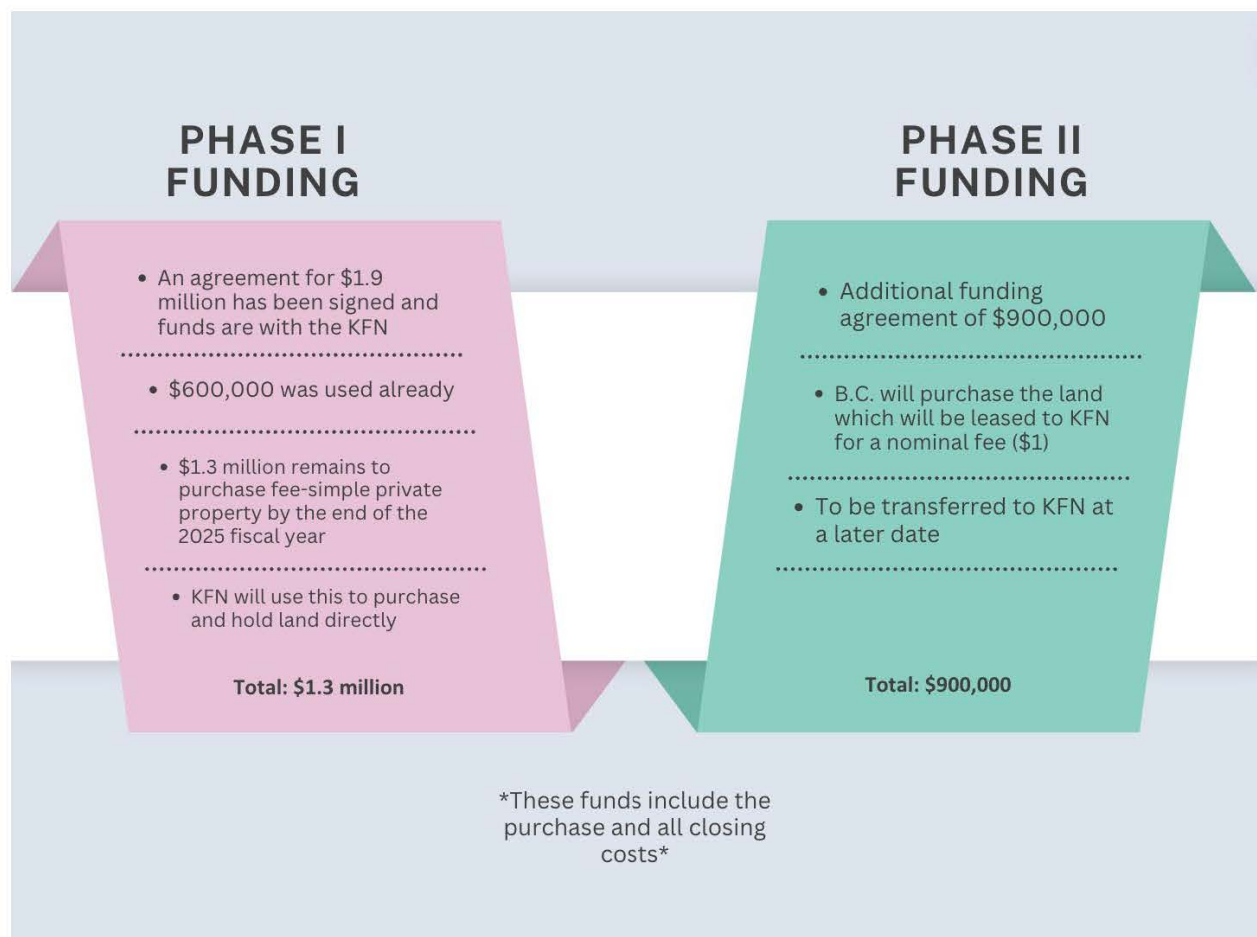 PHASE I
FUNDING
• An agreement for $1.9
million has been signed and
funds are with the KFN
• $600,000 was used already
• $1.3 million remains to
purchase fee-simple private
property by the end of the
2025 fiscal year
• KFN will use this to purchase
and hold land directly
Total: $1.3 million
PHASE II
FUNDING
• Additional funding
agreement of $900,000
• B.C. will purchase the land
which will be leased to KFN
for a nominal fee ($1)
• To be transferred to KFN at
a later date
Total: $900,000
*These funds include the
purchase and all closing
costs*